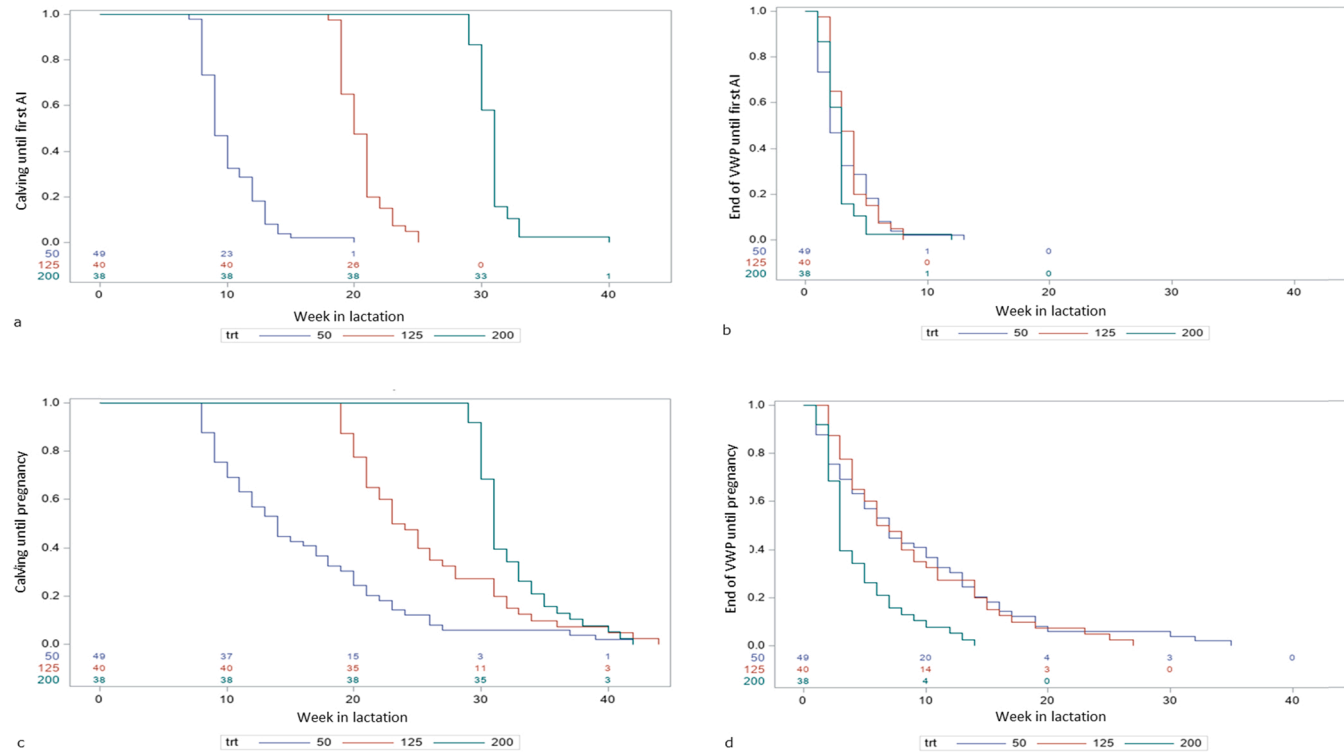 1.0
0.8
0.6
0.4
0.2
0.0
Calving until first AI
50 49 23 1
125 40 40 26 0
200 38 38 38 33 1
0 10 20 30 40
Week in lactation
a
trt 50 125 200
1.0
0.8
0.6
0.4
0.2
0.0
End of VWP until first AI
50 49 1 0
125 40 0
200 38 1 0
0 10 20 30 40
Week in lactation
b
trt 50 125 200
1.0
0.8
0.6
0.4
0.2
0.0
Calving until pregnancy
50 49 37 15 3 1
125 40 40 35 11 3
200 38 38 38 35 3
0 10 20 30 40
Week in lactation
c
trt 50 125 200
1.0
0.8
0.6
0.4
0.2
0.0
End of VWP until pregnancy
50 49 20 4 3 0
125 40 14 3 0
200 38 4 0
0 10 20 30 40
Week in lactation
d
trt 50 125 200